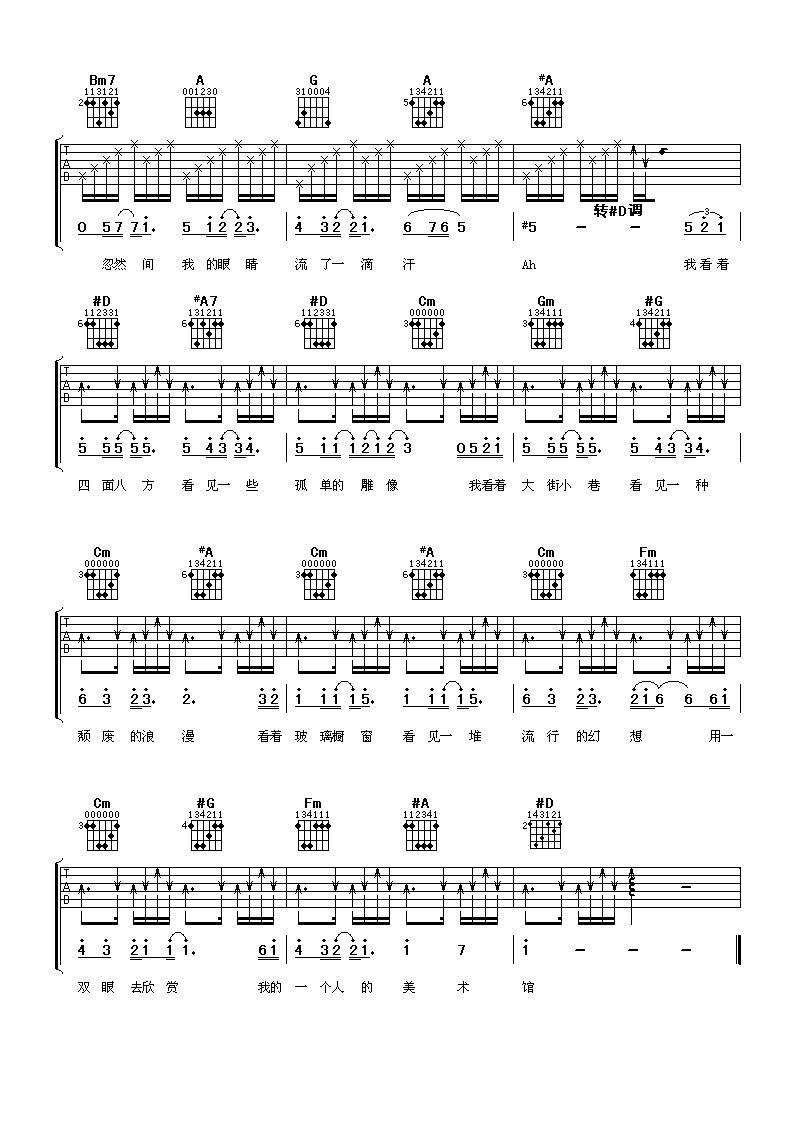 Bm7 A G A #A
113121 001230 310004 134211 134211
2 5 6
T A B
转#D调
0 5 7 7 1. 5 1 2 2 3. 4 3 2 2 1. 6 7 6 5 #5 – – 3 5 2 1
忽然 间 我 的眼 睛 流 了一 滴 汗 Ah 我看着
#D #A7 #D Cm Gm #G
112331 131211 112331 000000 134111 134211
6 6 6 3 3 4
T A B
5 5 5 5 5. 5 4 3 3 4. 5 1 1 1 2 1 2 3 0 5 2 1 5 5 5 5 5. 5 4 3 3 4.
四 面八 方 看 见一 些 孤 单的 雕 像 我看着 大 街小 巷 看 见一 种
Cm #A Cm #A Cm Fm
000000 134211 000000 134211 000000 134111
3 6 3 6 3
T A B
6 3 2 3. 2. 3 2 1 1 1 1 5. 1 1 1 1 5. 6 3 2 3. 2 1 6 6 6 1
颓 废 的浪 漫 看着 玻 璃橱 窗 看 见一 堆 流 行 的幻 想 用一
Cm #G Fm #A #D
000000 134211 134111 112341 143121
3 4 2
T A B
4 3 2 1 1 1. 6 1 4 3 2 2 1. 1 7 1 – – –
双 眼 去欣 赏 我的 一 个人 的 美 术 馆